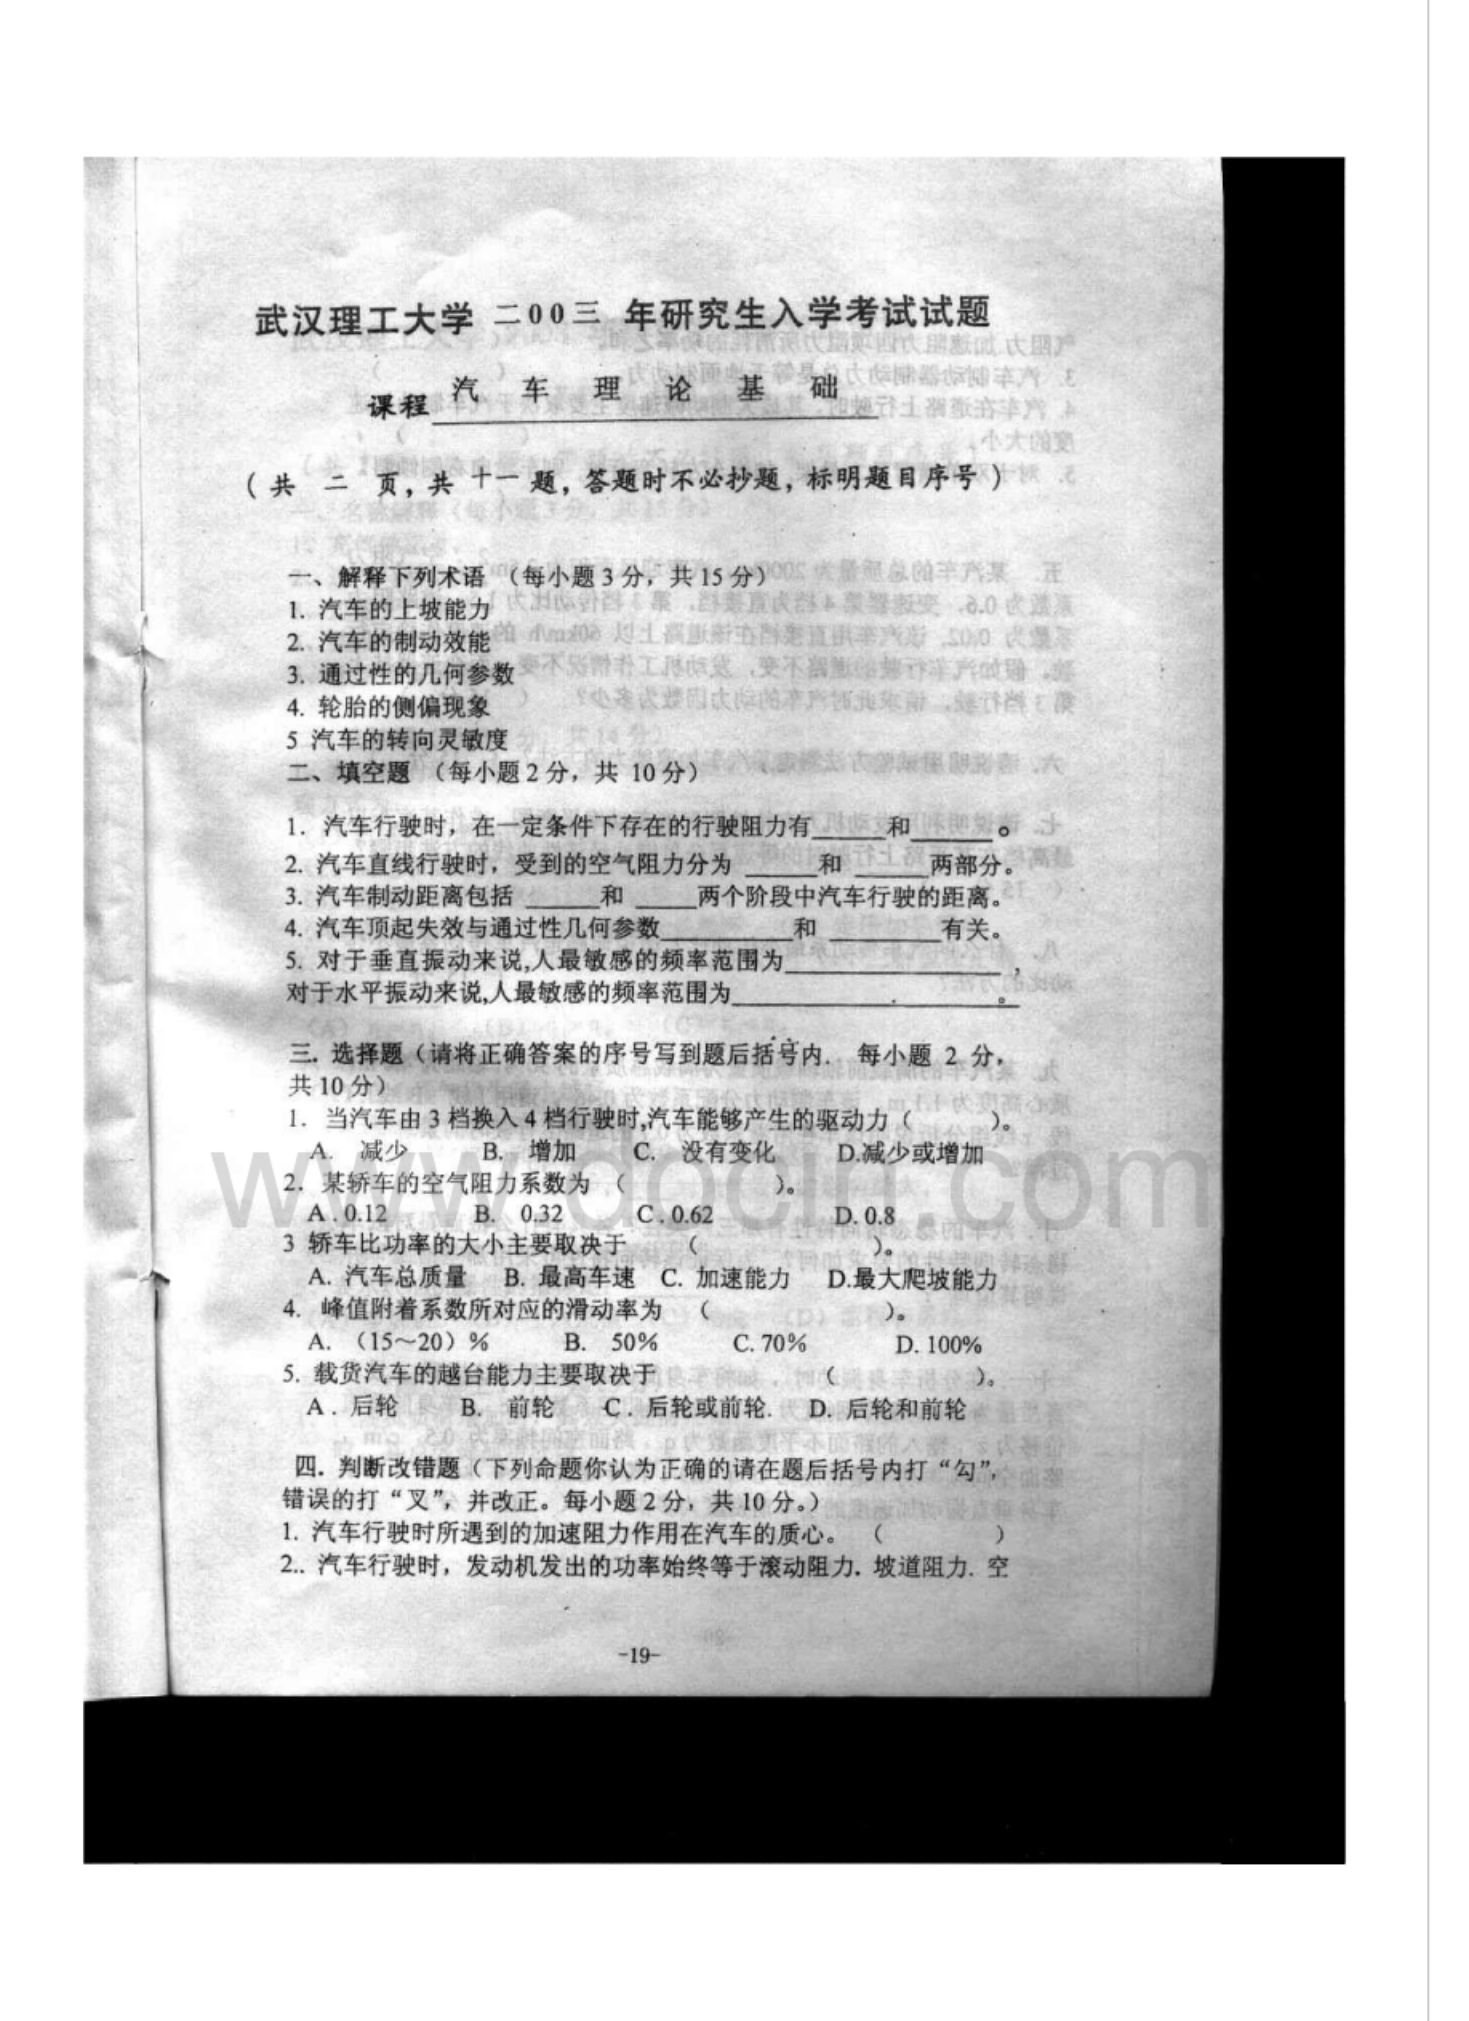 武汉理工大学 二00三 年研究生入学考试试题
课程 汽 车 理 论 基 础
(共 二 页,共 十一 题,答题时不必抄题,标明题目序号)
一、解释下列术语 (每小题3分,共15分)
1. 汽车的上坡能力
2. 汽车的制动效能
3. 通过性的几何参数
4. 轮胎的侧偏现象
5 汽车的转向灵敏度
二、填空题 (每小题2分,共 10分)
1. 汽车行驶时,在一定条件下存在的行驶阻力有______和______。
2. 汽车直线行驶时,受到的空气阻力分为 ______和 ______两部分。
3. 汽车制动距离包括 ______和 _____两个阶段中汽车行驶的距离。
4. 汽车顶起失效与通过性几何参数__________和 _________有关。
5. 对于垂直振动来说,人最敏感的频率范围为__________________,
对于水平振动来说,人最敏感的频率范围为______________________。
三. 选择题(请将正确答案的序号写到题后括号内. 每小题 2 分,
共10分)
1. 当汽车由3档换入4档行驶时,汽车能够产生的驱动力( )。
A. 减少 B. 增加 C. 没有变化 D.减少或增加
2. 某轿车的空气阻力系数为( )。
A.0.12 B. 0.32 C.0.62 D.0.8
3 轿车比功率的大小主要取决于 ( )。
A. 汽车总质量 B. 最高车速 C. 加速能力 D.最大爬坡能力
4. 峰值附着系数所对应的滑动率为 ( )。
A. (15～20)% B. 50% C.70% D.100%
5. 载货汽车的越台能力主要取决于 ( )。
A.后轮 B. 前轮 C.后轮或前轮. D. 后轮和前轮
四. 判断改错题(下列命题你认为正确的请在题后括号内打“勾”,
错误的打“叉”,并改正。每小题2分,共10分。)
1. 汽车行驶时所遇到的加速阻力作用在汽车的质心。 ( )
2.. 汽车行驶时,发动机发出的功率始终等于滚动阻力. 坡道阻力. 空
-19-
www.docin.com